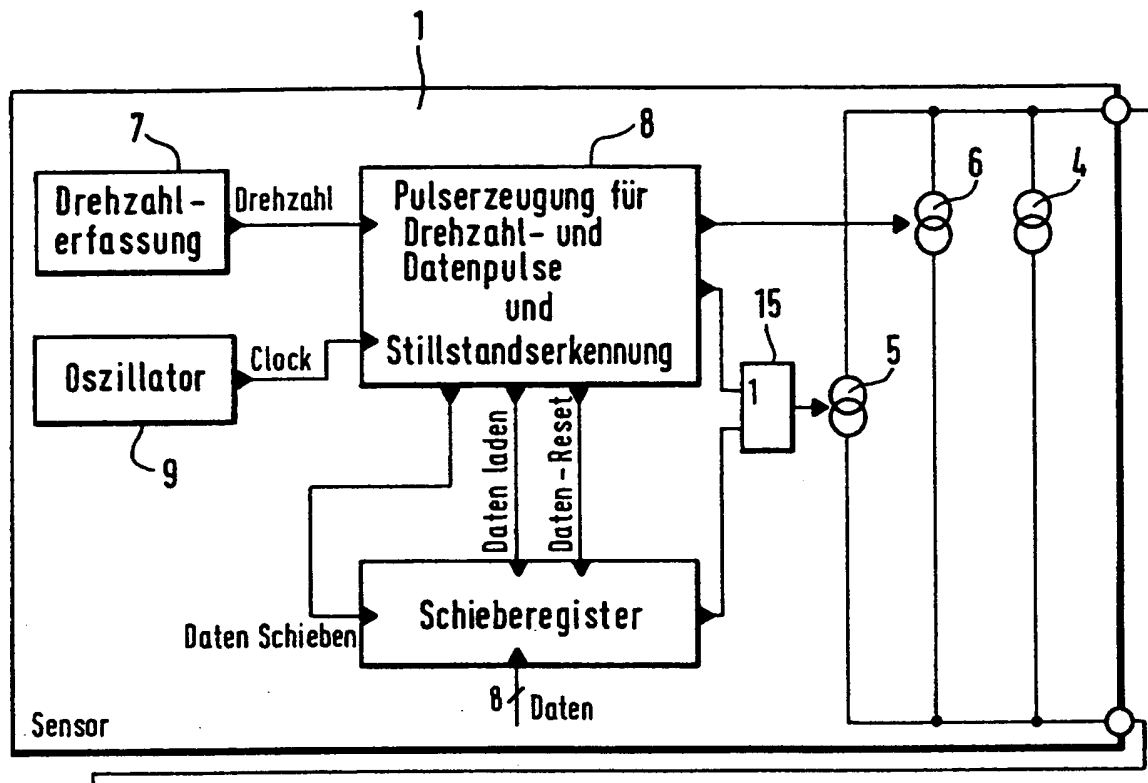 1
7
8
Drehzahl-
erfassung
Drehzahl
Pulserzeugung für
Drehzahl- und
Datenpulse
und
Stillstandserkennung
6
4
15
1
5
Oszillator
Clock
9
Daten laden
Daten-Reset
Schieberegister
Daten Schieben
8
Daten
Sensor